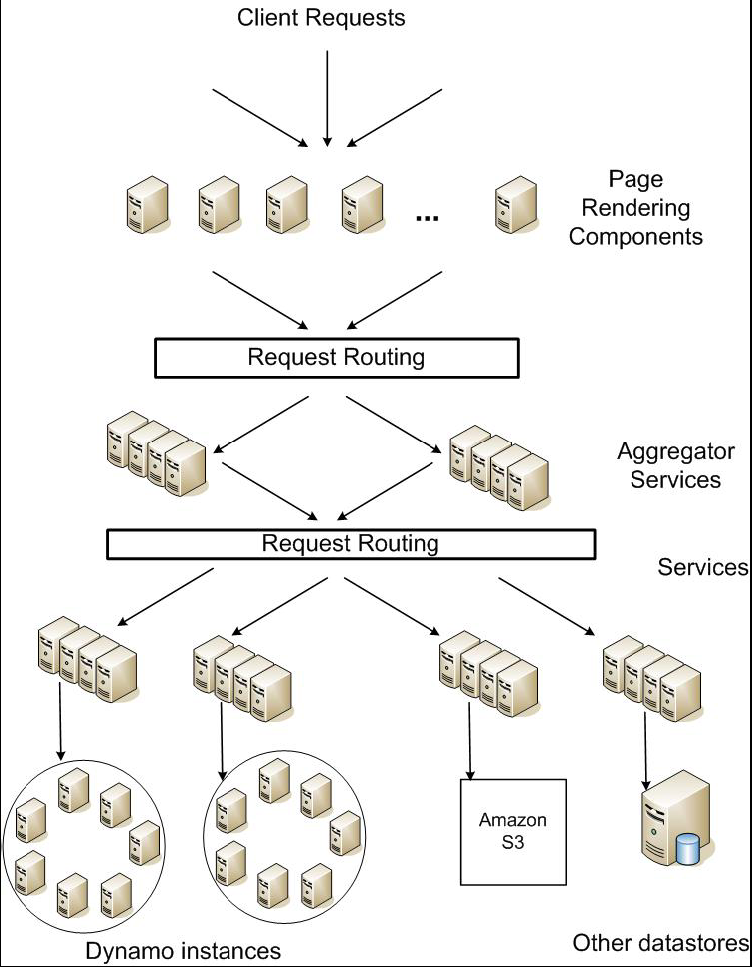 Client Requests
Page
Rendering
Components
...
Request Routing
Aggregator
Services
Request Routing
Services
Amazon
S3
Dynamo instances
Other datastores